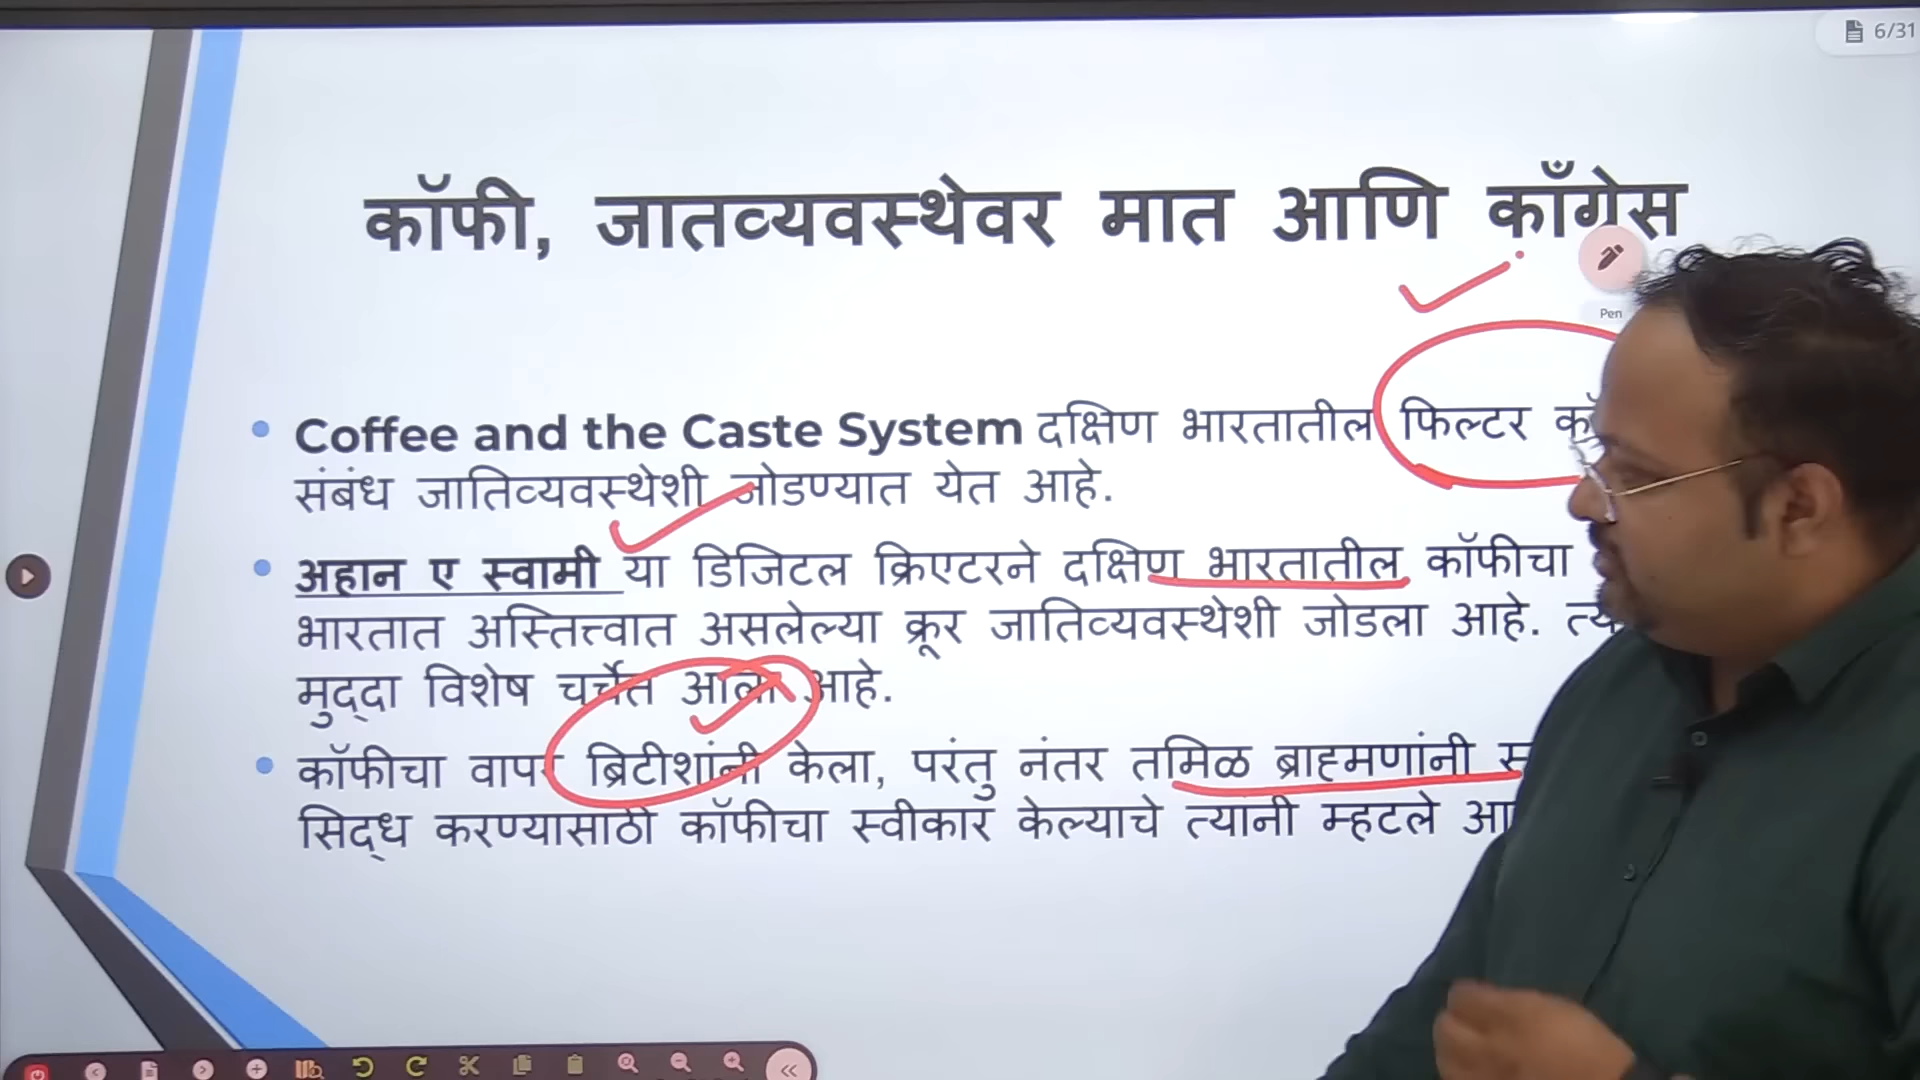 6/31
कॉफी, जातव्यवस्थेवर मात आणि काँग्रेस
Pen
Coffee and the Caste System दक्षिण भारतातील फिल्टर
संबंध जातिव्यवस्थेशी जोडण्यात येत आहे.
अहान ए स्वामी या डिजिटल क्रिएटरने दक्षिण भारतातील कॉफीचा
भारतात अस्तित्त्वात असलेल्या क्रूर जातिव्यवस्थेशी जोडला आहे.
मुद्दा विशेष चर्चेत आला आहे.
कॉफीचा वापर ब्रिटीशांनी केला, परंतु नंतर तमिळ ब्राह्मणांनी
सिद्ध करण्यासाठी कॉफीचा स्वीकार केल्याचे त्यांनी म्हटले